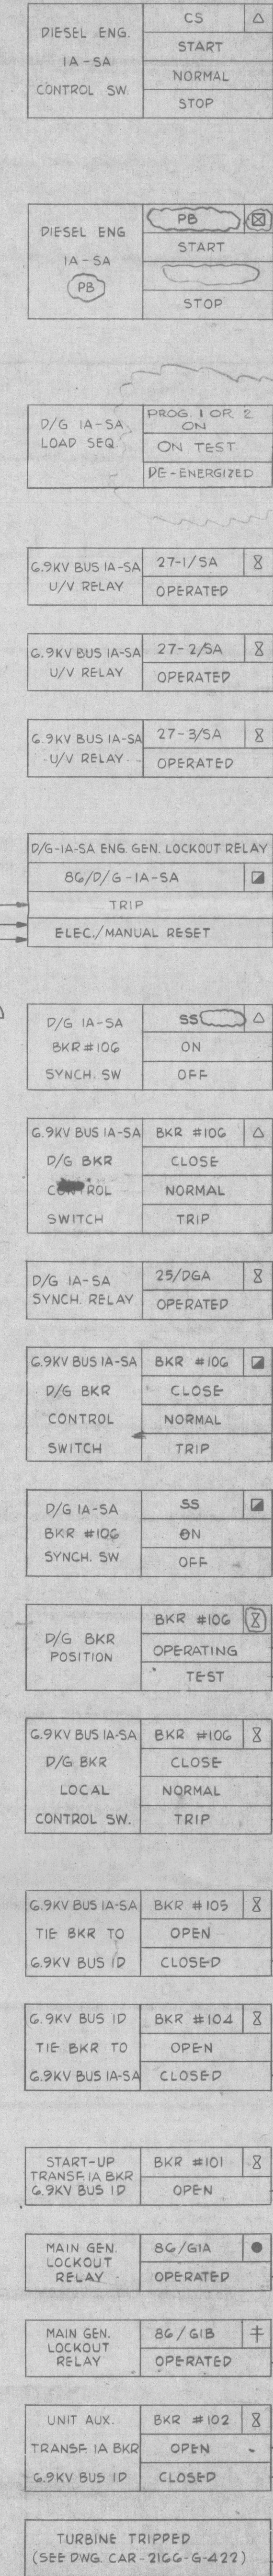 DIESEL ENG.
1A-SA
CONTROL SW.
CS
START
NORMAL
STOP
DIESEL ENG
1A-SA
PB
PB
START
STOP
D/G 1A-SA
LOAD SEQ.
PROG. 1 OR 2
ON
ON TEST
DE-ENERGIZED
6.9KV BUS 1A-SA
U/V RELAY
27-1/SA
OPERATED
6.9KV BUS 1A-SA
U/V RELAY
27-2/SA
OPERATED
6.9KV BUS 1A-SA
U/V RELAY
27-3/SA
OPERATED
D/G-1A-SA ENG. GEN. LOCKOUT RELAY
86/D/G-1A-SA
TRIP
ELEC./MANUAL RESET
D/G 1A-SA
BKR#106
SYNCH. SW
SS
ON
OFF
6.9KV BUS 1A-SA
D/G BKR
CONTROL
SWITCH
BKR #106
CLOSE
NORMAL
TRIP
D/G 1A-SA
SYNCH. RELAY
25/DGA
OPERATED
6.9KV BUS 1A-SA
D/G BKR
CONTROL
SWITCH
BKR #106
CLOSE
NORMAL
TRIP
D/G 1A-SA
BKR #106
SYNCH. SW
SS
ON
OFF
D/G BKR
POSITION
BKR #106
OPERATING
TEST
6.9KV BUS 1A-SA
D/G BKR
LOCAL
CONTROL SW.
BKR #106
CLOSE
NORMAL
TRIP
6.9KV BUS 1A-SA
TIE BKR TO
6.9KV BUS 1D
BKR #105
OPEN
CLOSED
6.9KV BUS 1D
TIE BKR TO
6.9KV BUS 1A-SA
BKR #104
OPEN
CLOSED
START-UP
TRANSF. 1A BKR
6.9KV BUS 1D
BKR #101
OPEN
MAIN GEN.
LOCKOUT
RELAY
86/G1A
OPERATED
MAIN GEN.
LOCKOUT
RELAY
86/G1B
OPERATED
UNIT AUX.
TRANSF 1A BKR
6.9KV BUS 1D
BKR #102
OPEN
CLOSED
TURBINE TRIPPED
(SEE DWG. CAR-2166-G-422)